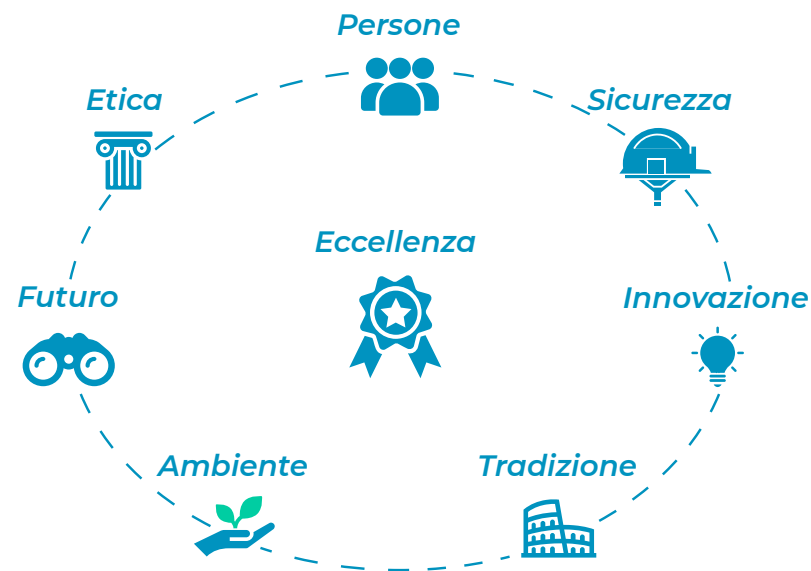 Persone
Etica
Sicurezza
Eccellenza
Futuro
Innovazione
Ambiente
Tradizione